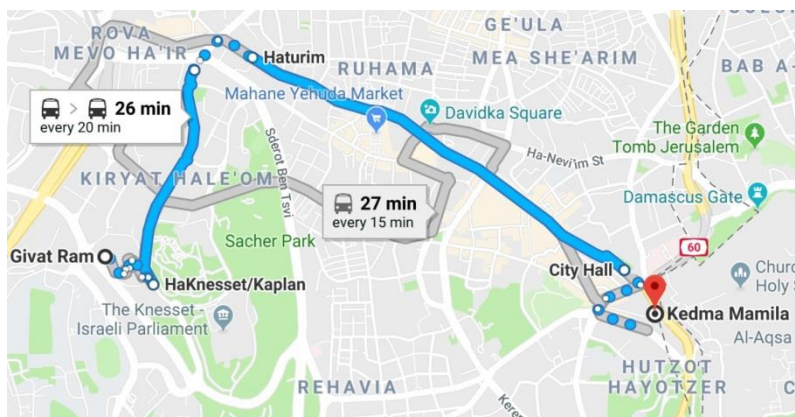 ROVA
MEVO HA'IR
Haturim
GE'ULA
RUHAMA
MEA SHE'ARIM
BAB A
26 min
every 20 min
Mahane Yehuda Market
Davidka Square
The Garden
Tomb Jerusalem
Ha-Nevi'im St
KIRYAT HALE'OM
Sderot Ben Tsvi
27 min
every 15 min
Damascus Gate
Sacher Park
60
Givat Ram
City Hall
HaKnesset/Kaplan
Churc
Holy S
The Knesset -
Israeli Parliament
Kedma Mamila
Al-Aqsa
HUTZOT
HAYOTZER
REHAVIA
Keren